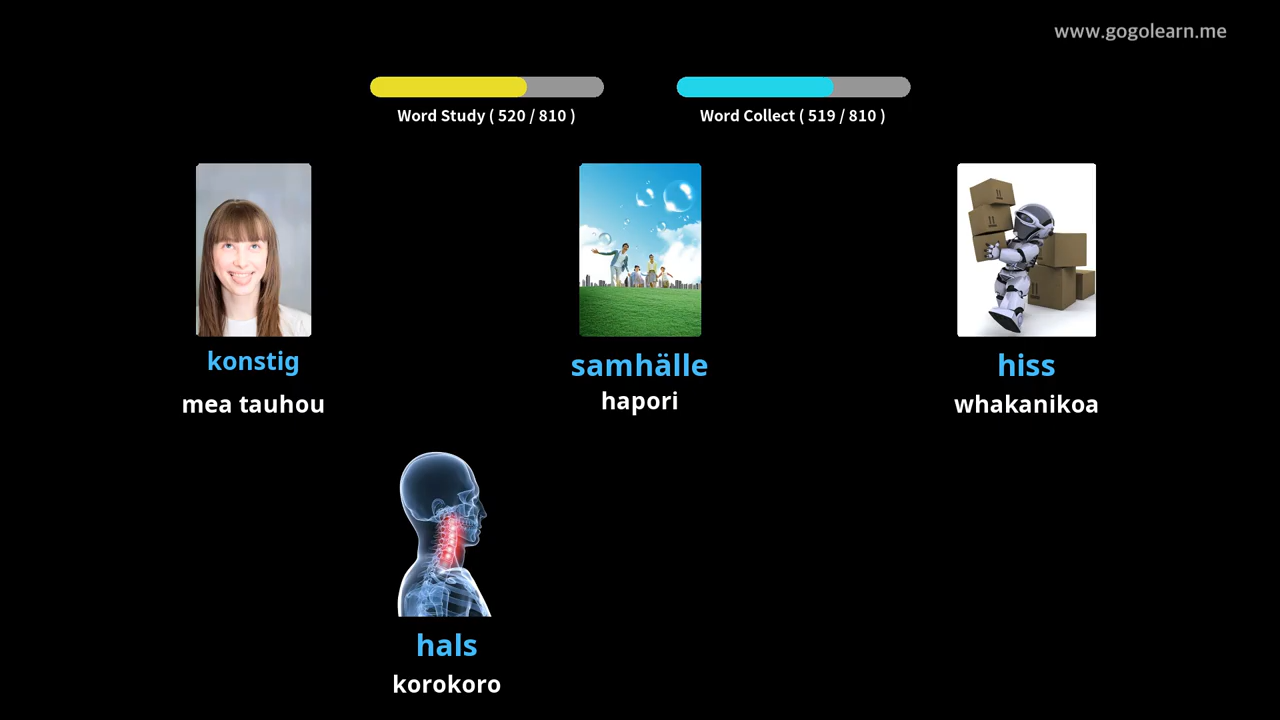 www.gogolearn.me
Word Study ( 520 / 810 )
Word Collect ( 519 / 810 )
konstig
mea tauhou
samhälle
hapori
hiss
whakanikoa
hals
korokoro